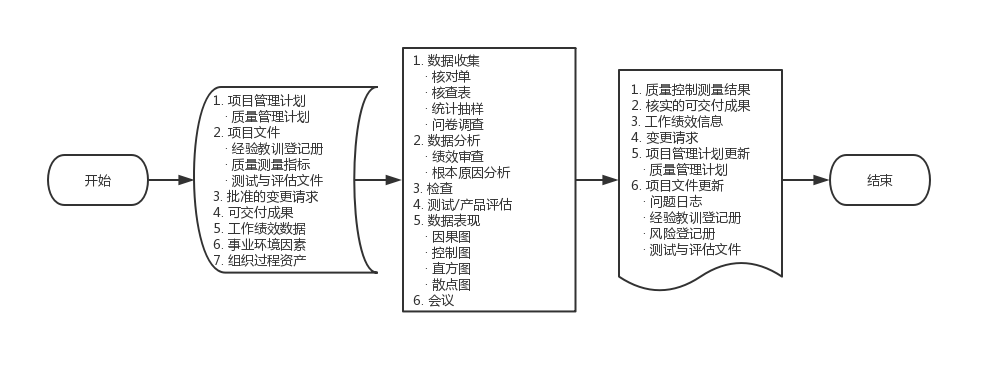 开始
1. 项目管理计划
· 质量管理计划
2. 项目文件
· 经验教训登记册
· 质量测量指标
· 测试与评估文件
3. 批准的变更请求
4. 可交付成果
5. 工作绩效数据
6. 事业环境因素
7. 组织过程资产
1. 数据收集
· 核对单
· 核查表
· 统计抽样
· 问卷调查
2. 数据分析
· 绩效审查
· 根本原因分析
3. 检查
4. 测试/产品评估
5. 数据表现
· 因果图
· 控制图
· 直方图
· 散点图
6. 会议
1. 质量控制测量结果
2. 核实的可交付成果
3. 工作绩效信息
4. 变更请求
5. 项目管理计划更新
· 质量管理计划
6. 项目文件更新
· 问题日志
· 经验教训登记册
· 风险登记册
· 测试与评估文件
结束